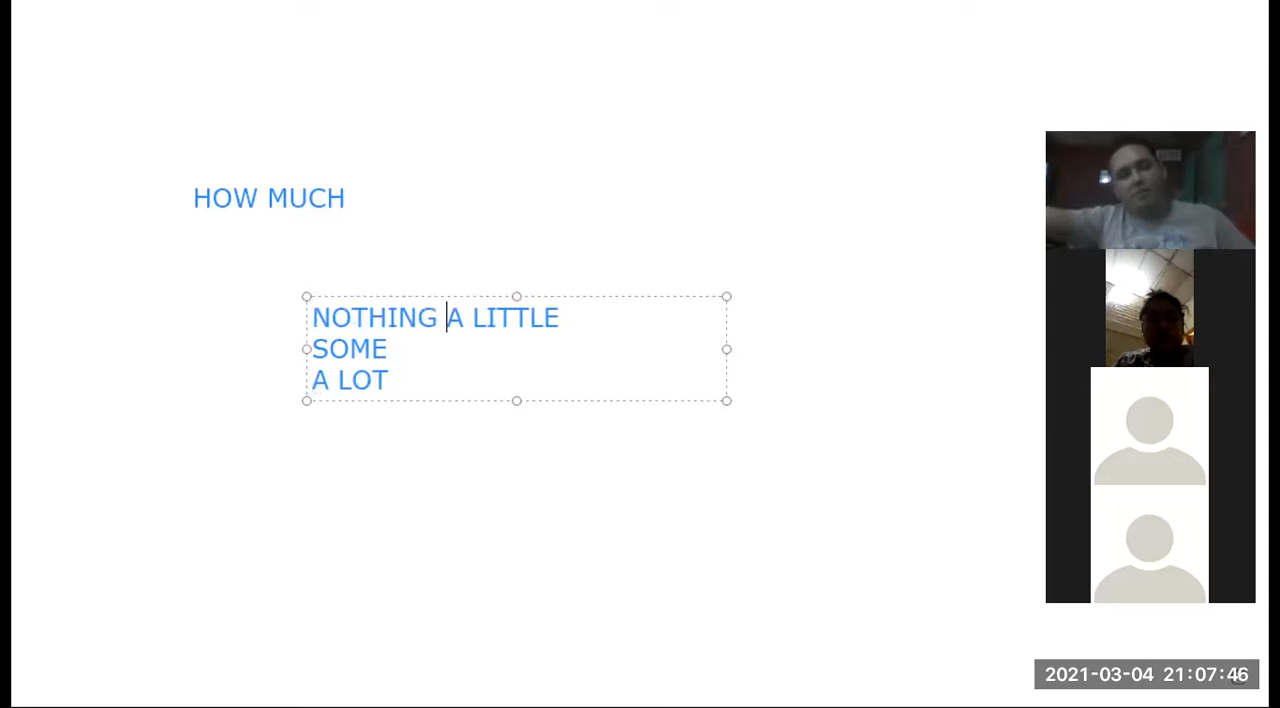 HOW MUCH
NOTHING A LITTLE
SOME
A LOT
2021-03-04 21:07:46